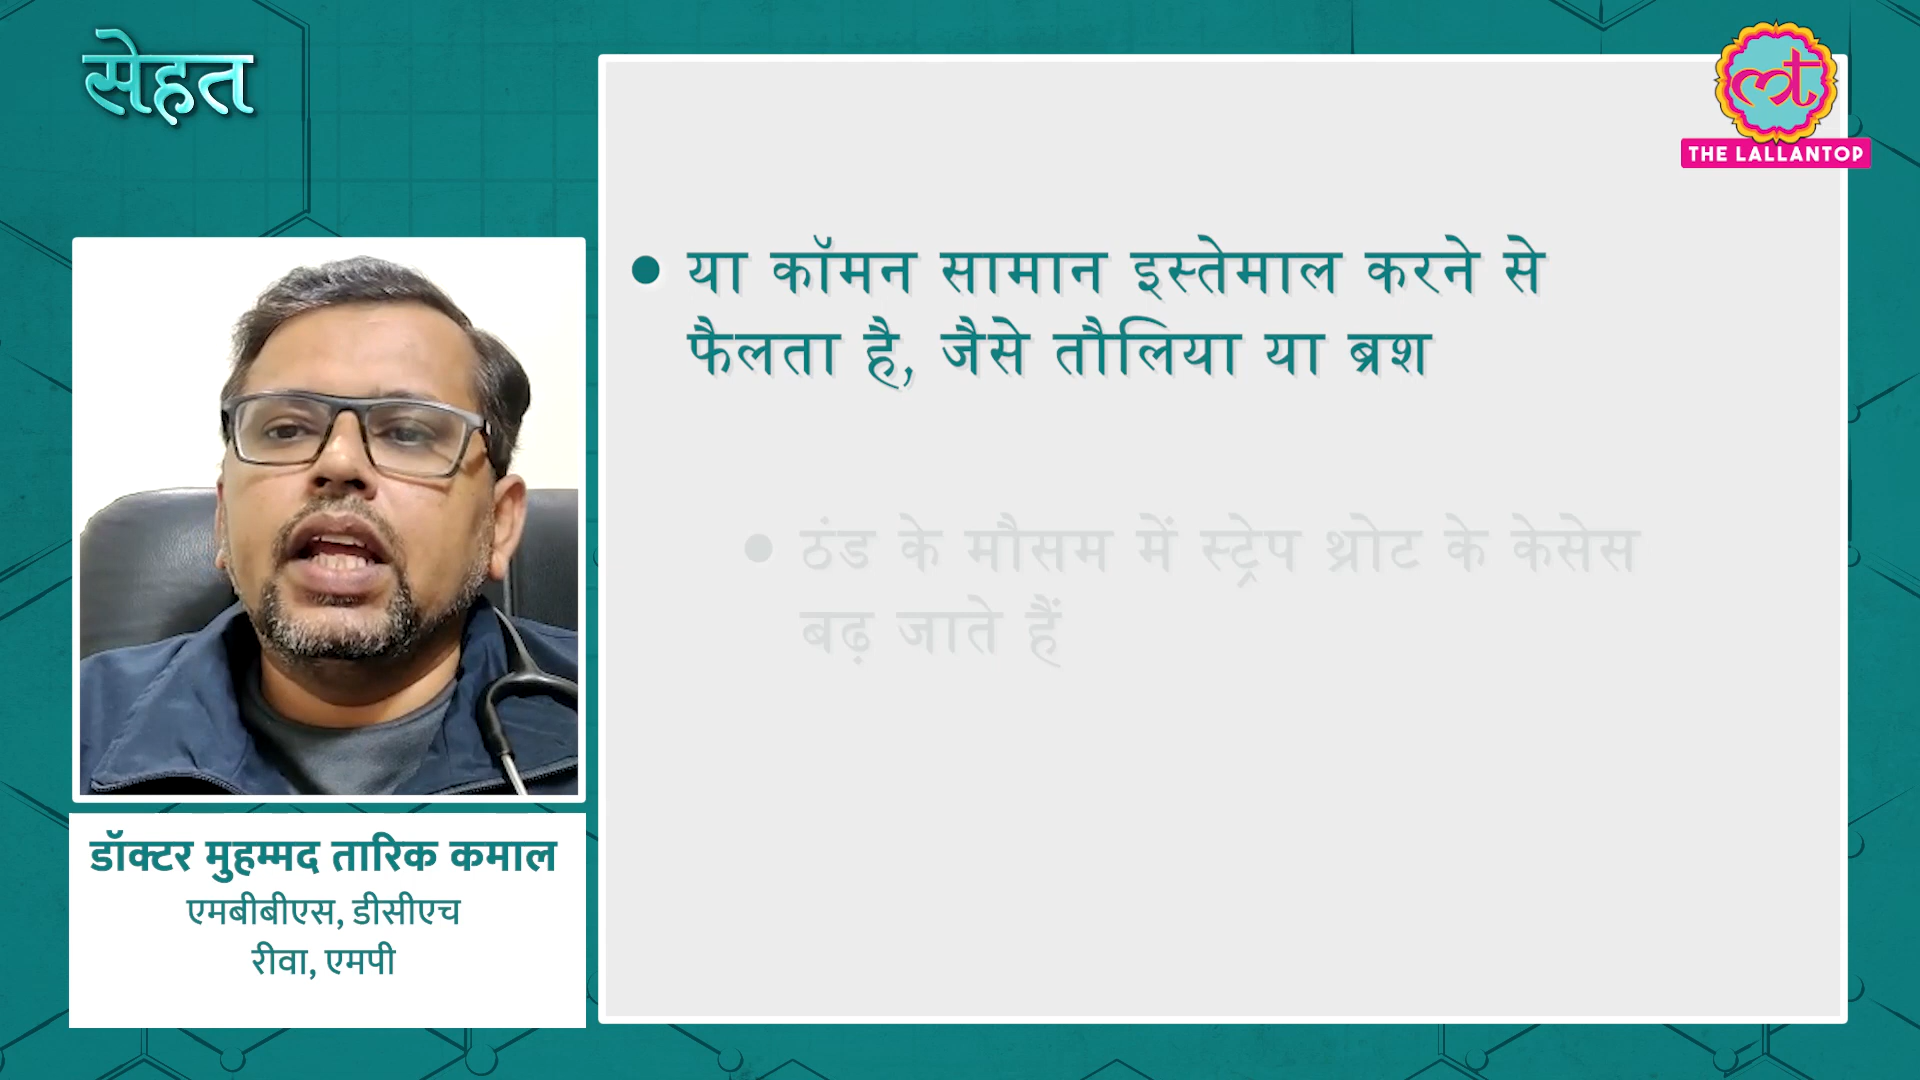 सेहत
THE LALLANTOP
• या कॉमन सामान इस्तेमाल करने से
फैलता है, जैसे तौलिया या ब्रश
• ठंड के मौसम में स्ट्रेप थ्रोट के केसेस
बढ़ जाते हैं
डॉक्टर मुहम्मद तारिक कमाल
एमबीबीएस, डीसीएच
रीवा, एमपी